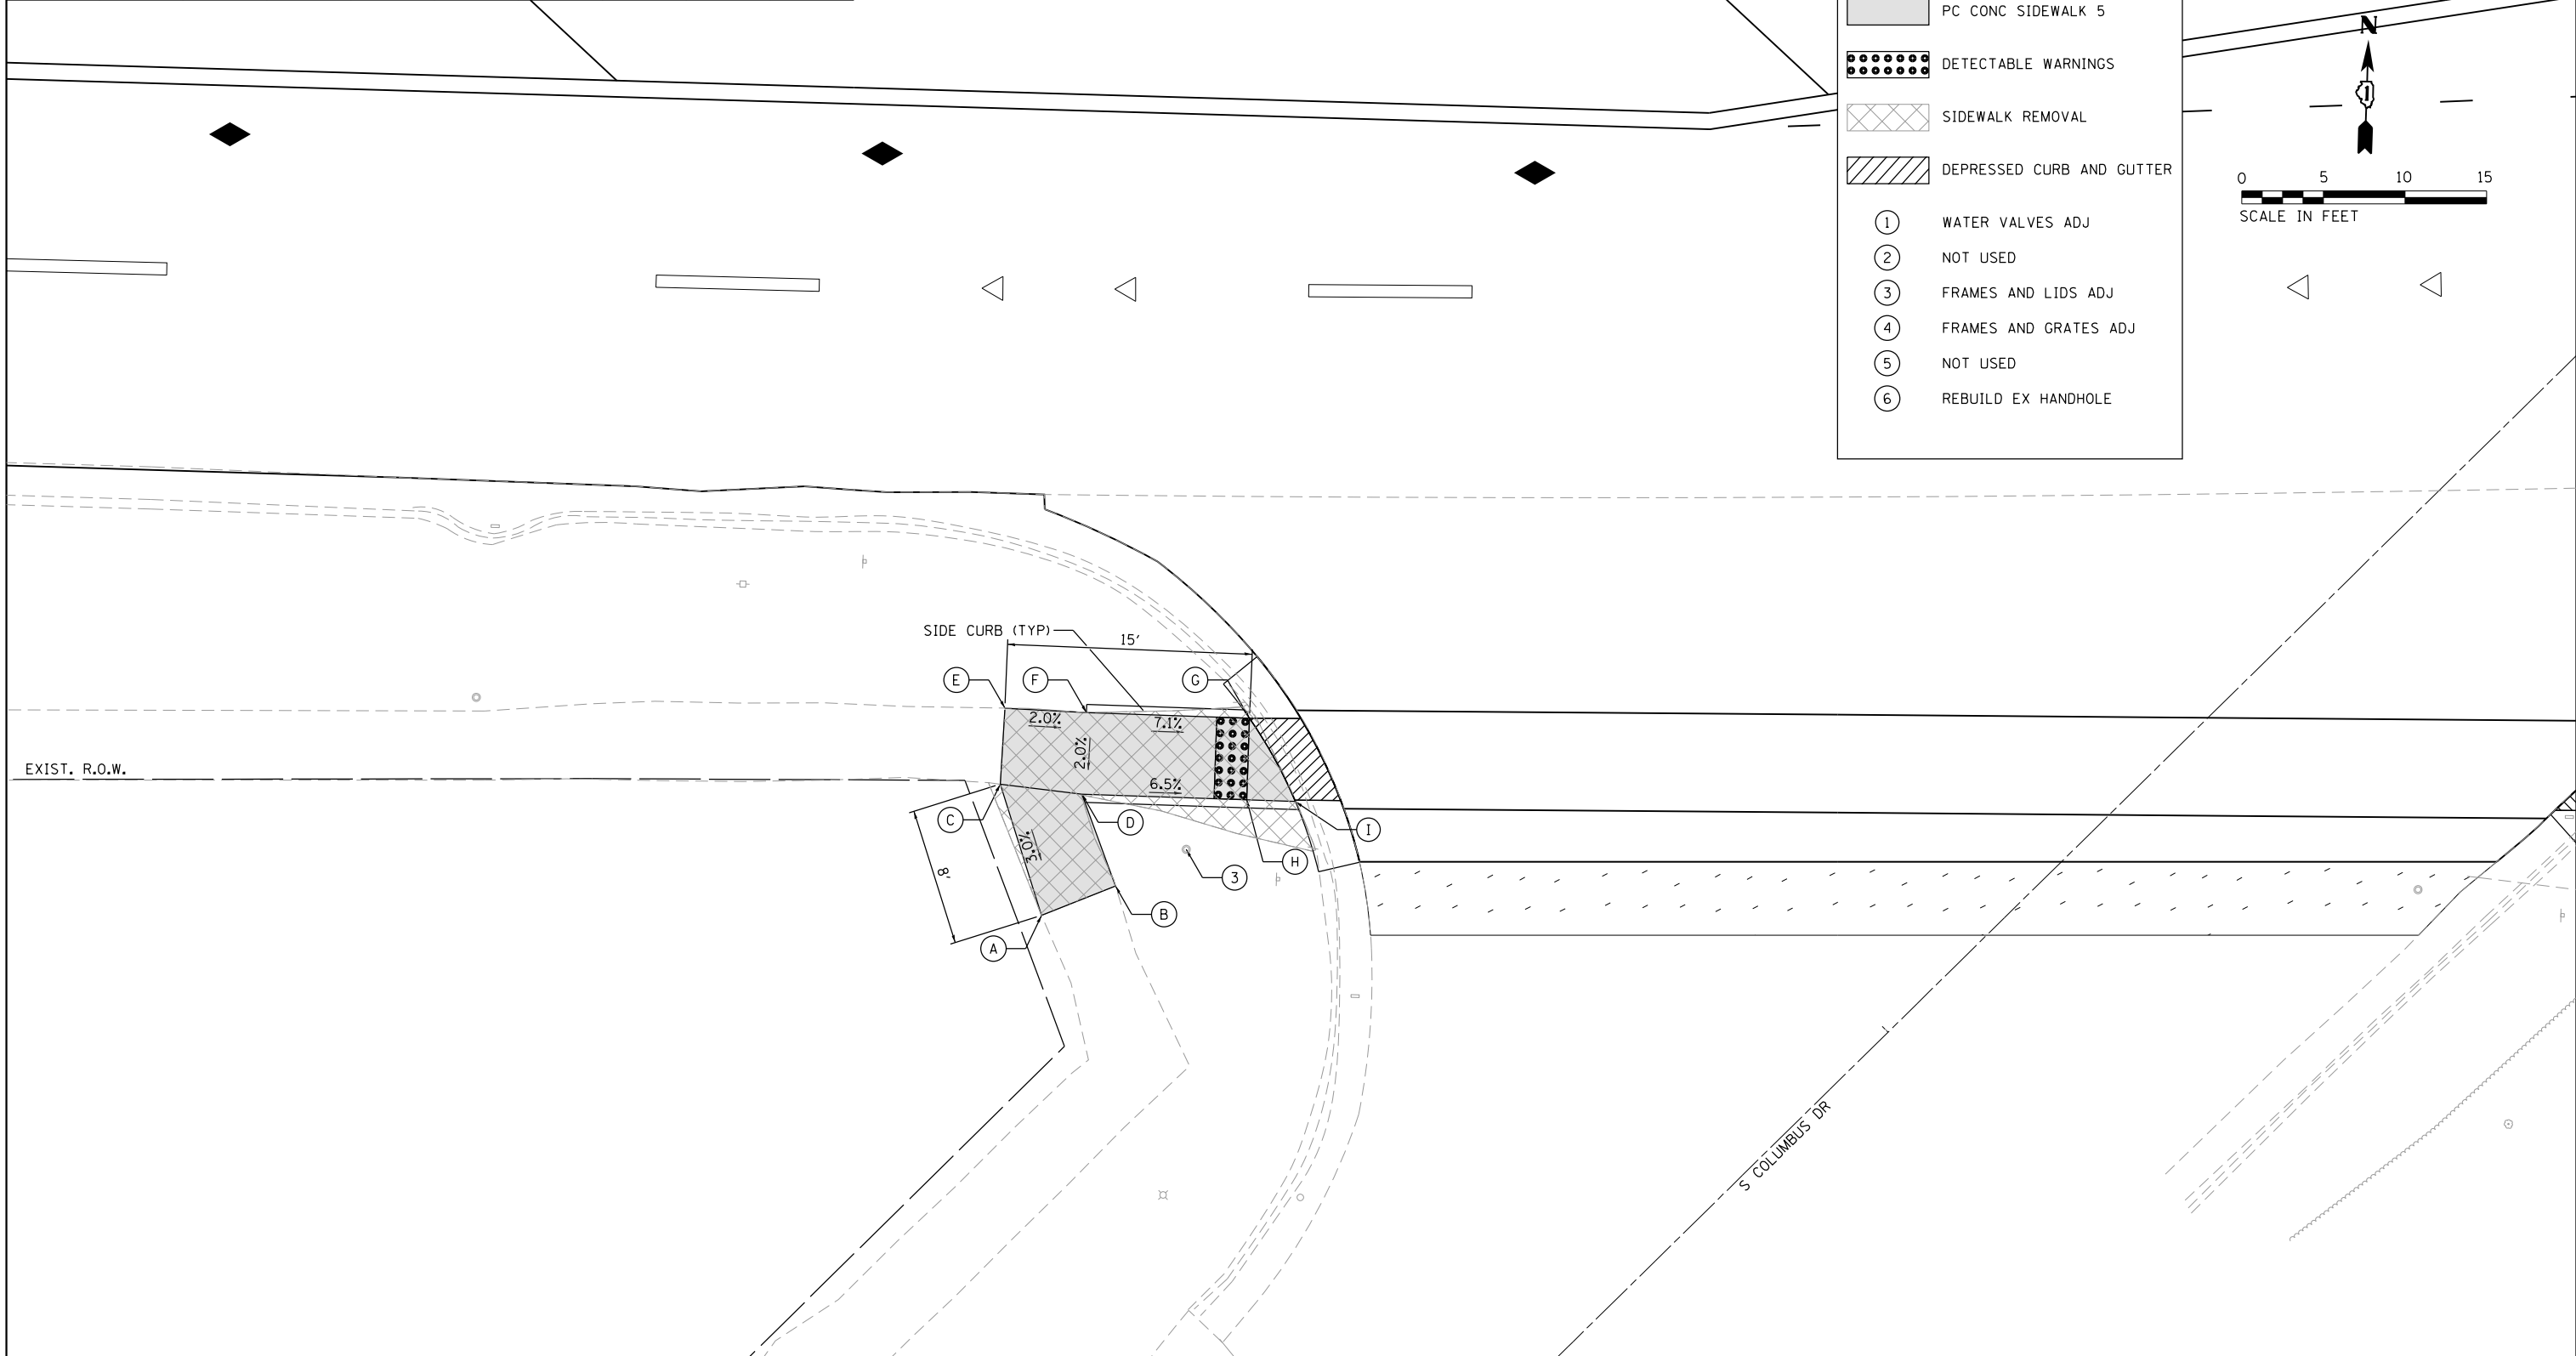 PC CONC SIDEWALK 5
DETECTABLE WARNINGS
SIDEWALK REMOVAL
DEPRESSED CURB AND GUTTER
1 WATER VALVES ADJ
2 NOT USED
3 FRAMES AND LIDS ADJ
4 FRAMES AND GRATES ADJ
5 NOT USED
6 REBUILD EX HANDHOLE
N
1
0 5 10 15
SCALE IN FEET
SIDE CURB (TYP)
15'
E
F
G
2.0%
7.1%
2.0%
6.5%
EXIST. R.O.W.
C
D
I
3.0%
8'
H
3
B
A
S COLUMBUS DR